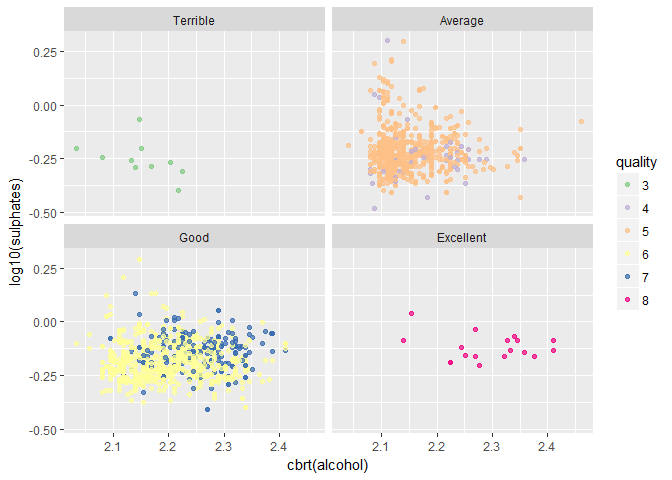 Terrible
Average
0.25
0.00
-0.25
-0.50
Good
Excellent
0.25
0.00
-0.25
-0.50
2.1 2.2 2.3 2.4
2.1 2.2 2.3 2.4
cbrt(alcohol)
log10(sulphates)
quality
3
4
5
6
7
8